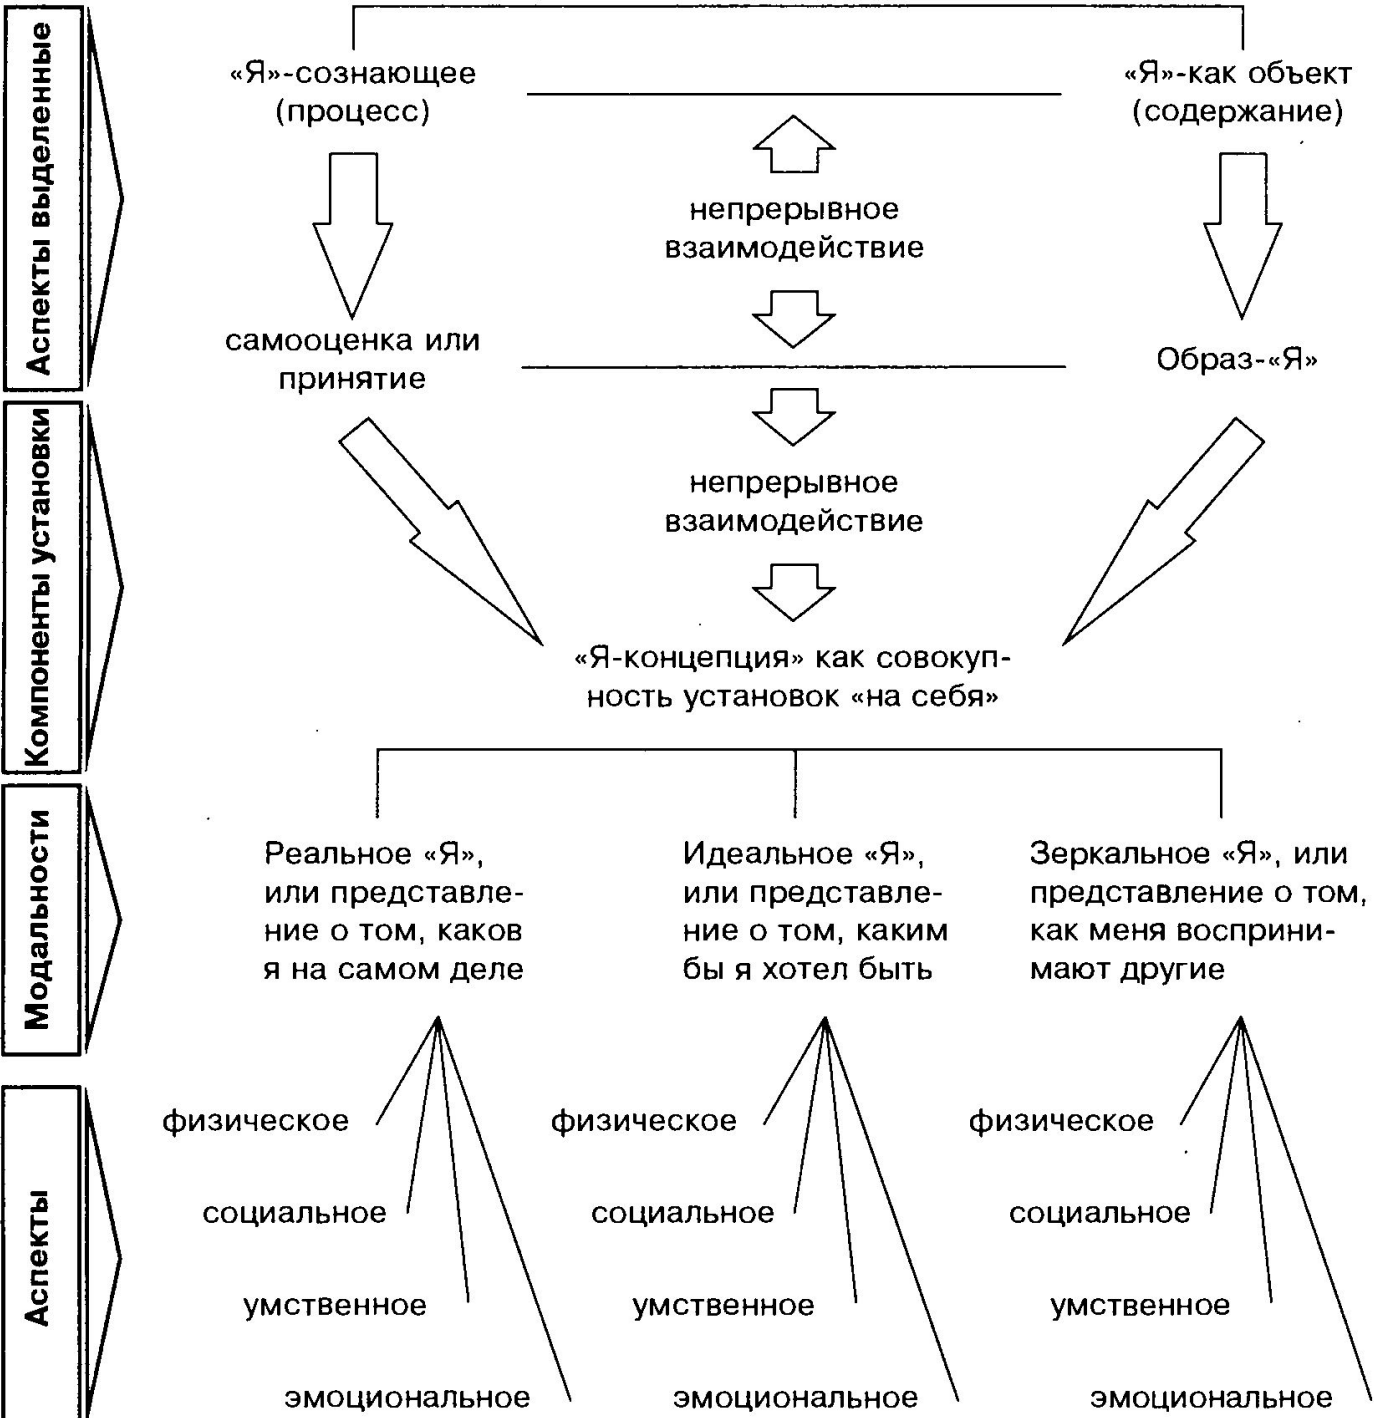 Аспекты выделенные
«Я»-сознающее
(процесс)
«Я»-как объект
(содержание)
непрерывное
взаимодействие
самооценка или
принятие
Образ-«Я»
Компоненты установки
непрерывное
взаимодействие
«Я-концепция» как совокуп-
ность установок «на себя»
Модальности
Реальное «Я»,
или представле-
ние о том, каков
я на самом деле
Идеальное «Я»,
или представле-
ние о том, каким
бы я хотел быть
Зеркальное «Я», или
представление о том,
как меня восприни-
мают другие
Аспекты
физическое
социальное
умственное
эмоциональное
физическое
социальное
умственное
эмоциональное
физическое
социальное
умственное
эмоциональное